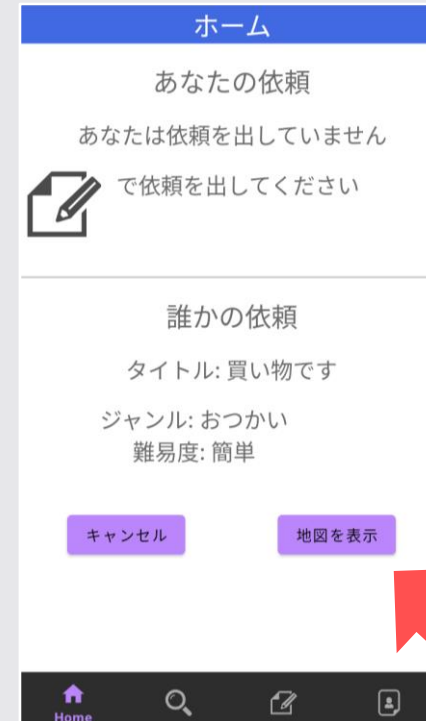 ホーム
あなたの依頼
あなたは依頼を出していません
で依頼を出してください
誰かの依頼
タイトル: 買い物です
ジャンル: おつかい
難易度: 簡単
キャンセル
地図を表示
Home